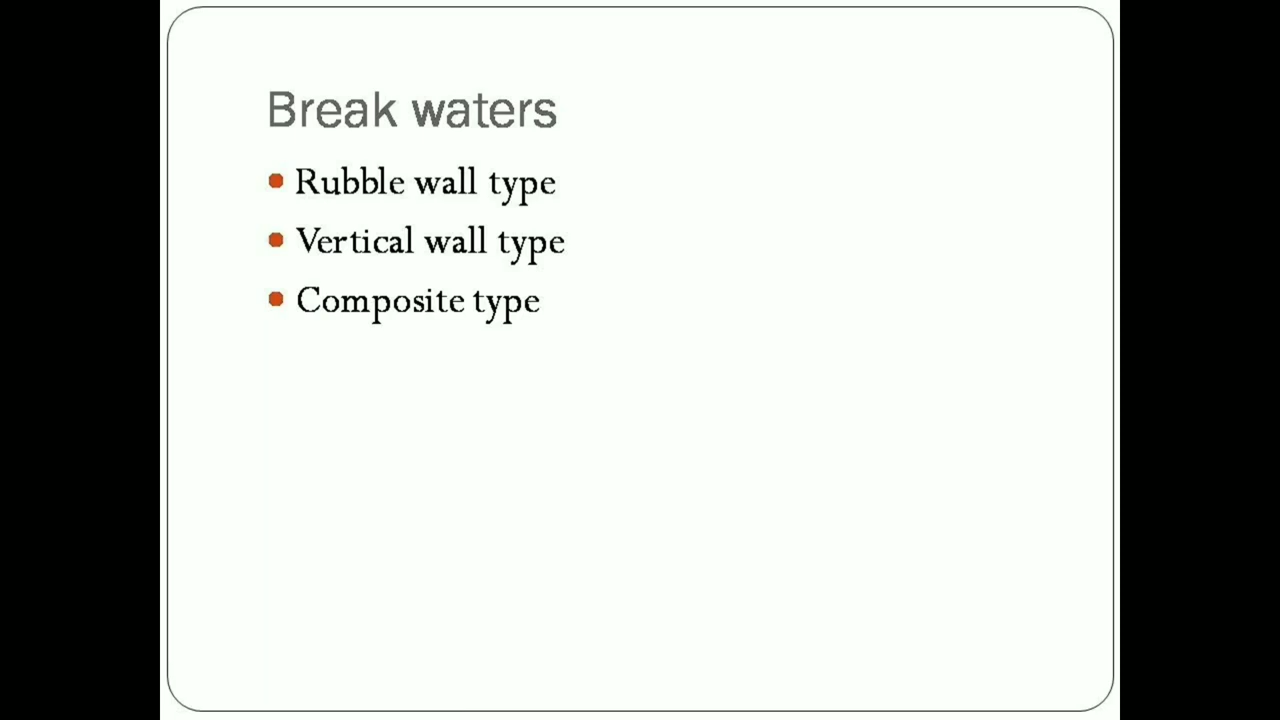 Break waters
Rubble wall type
Vertical wall type
Composite type